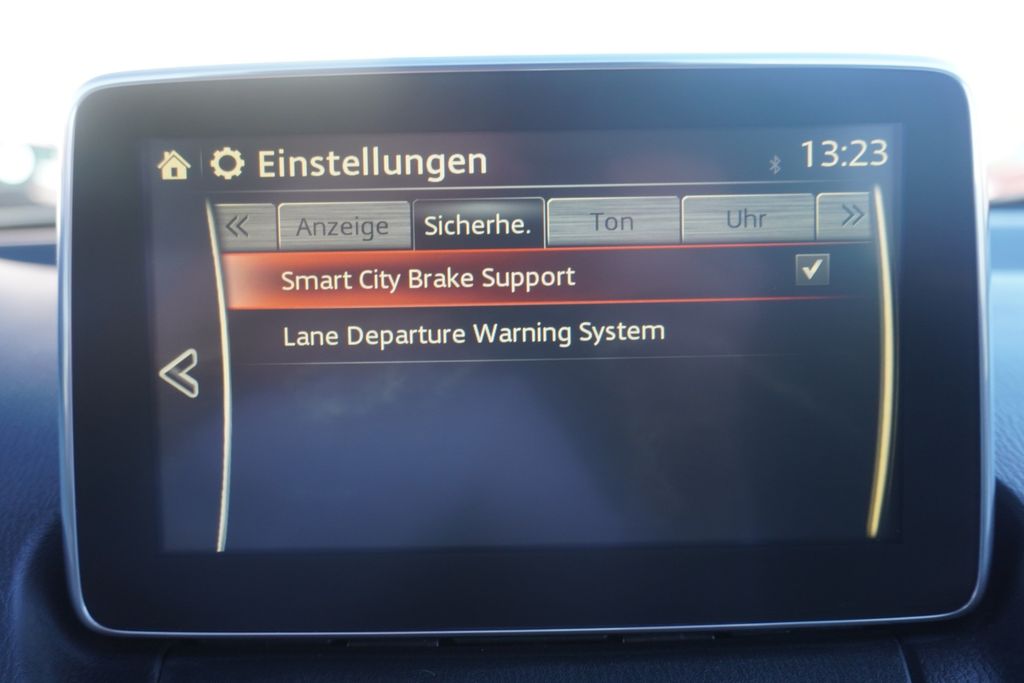 Einstellungen
13:23
« Anzeige Sicherhe. Ton Uhr »
Smart City Brake Support
Lane Departure Warning System